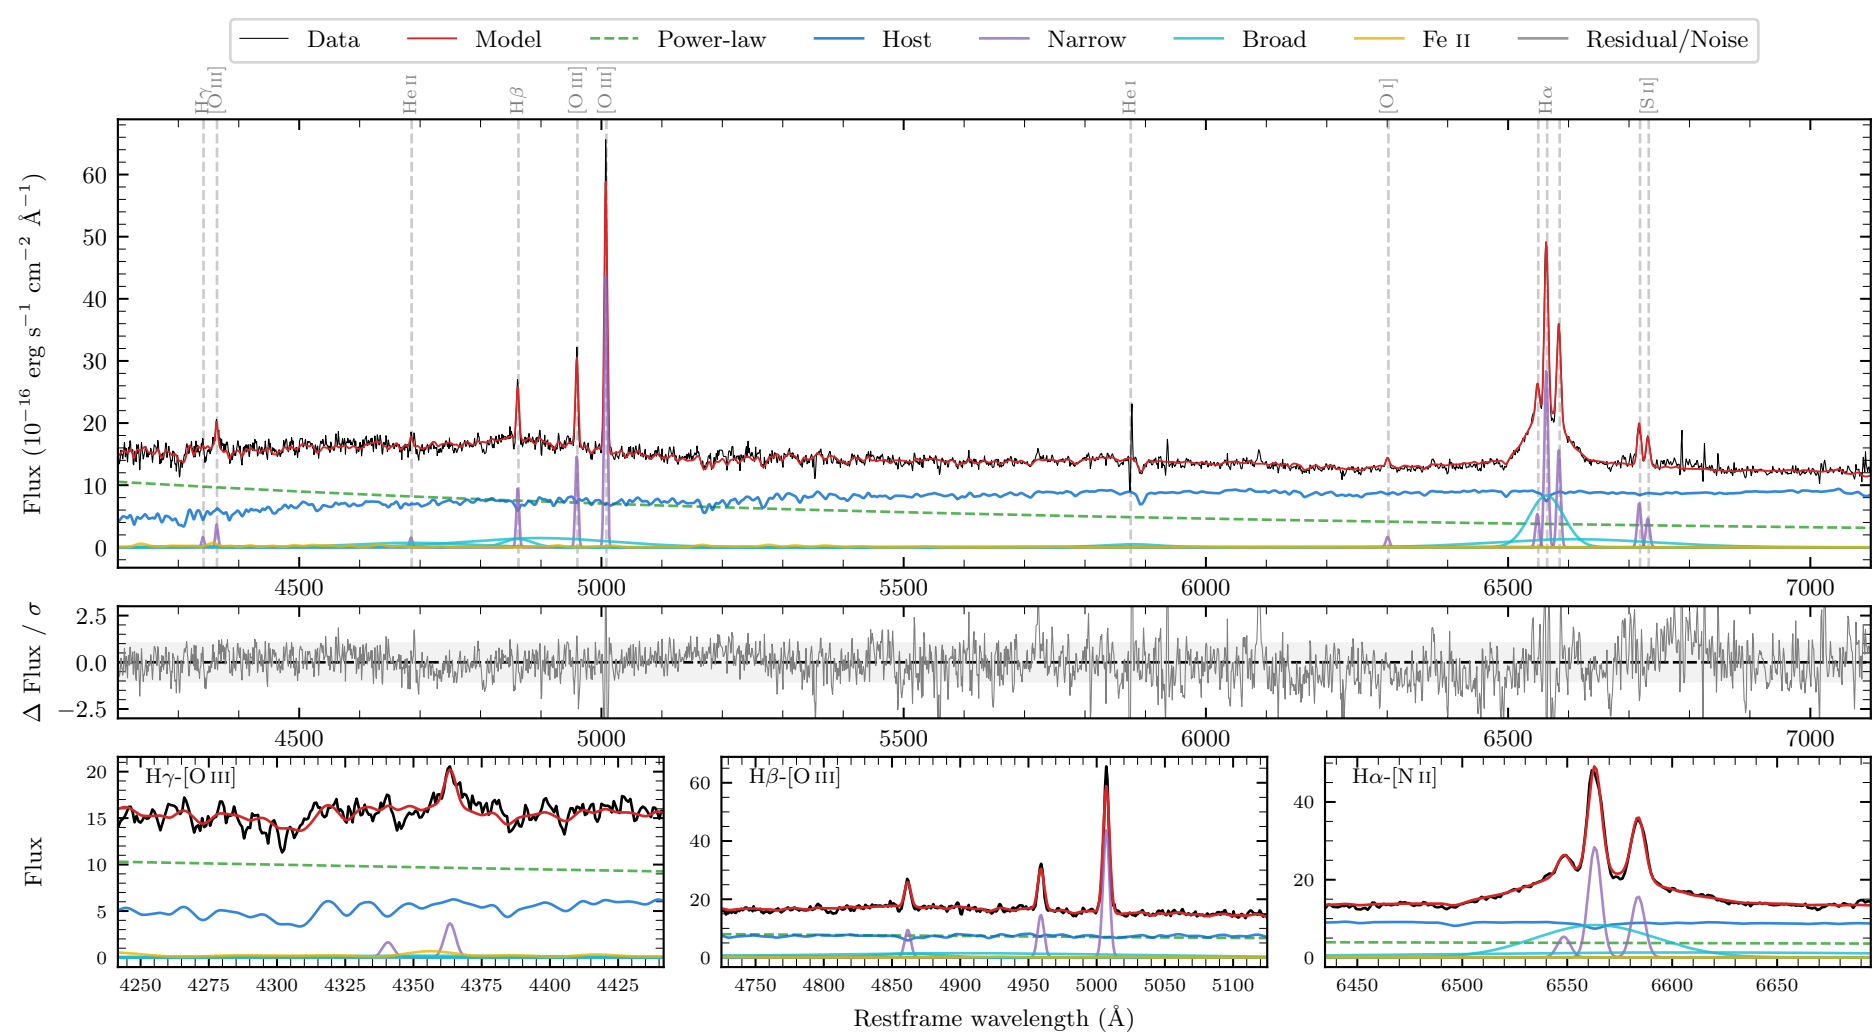 Data Model Power-law Host Narrow Broad Fe II Residual/Noise
Hγ [O III] He II Hβ [O III] [O III] He I [O I] Hα [S II]
Flux (10⁻¹⁶ erg s⁻¹ cm⁻² Å⁻¹)
60
50
40
30
20
10
0
4500 5000 5500 6000 6500 7000
Δ Flux / σ
2.5
0.0
−2.5
4500 5000 5500 6000 6500 7000
Flux
Hγ-[O III]
20
15
10
5
0
4250 4275 4300 4325 4350 4375 4400 4425
Hβ-[O III]
60
40
20
0
4750 4800 4850 4900 4950 5000 5050 5100
Hα-[N II]
40
20
0
6450 6500 6550 6600 6650
Restframe wavelength (Å)